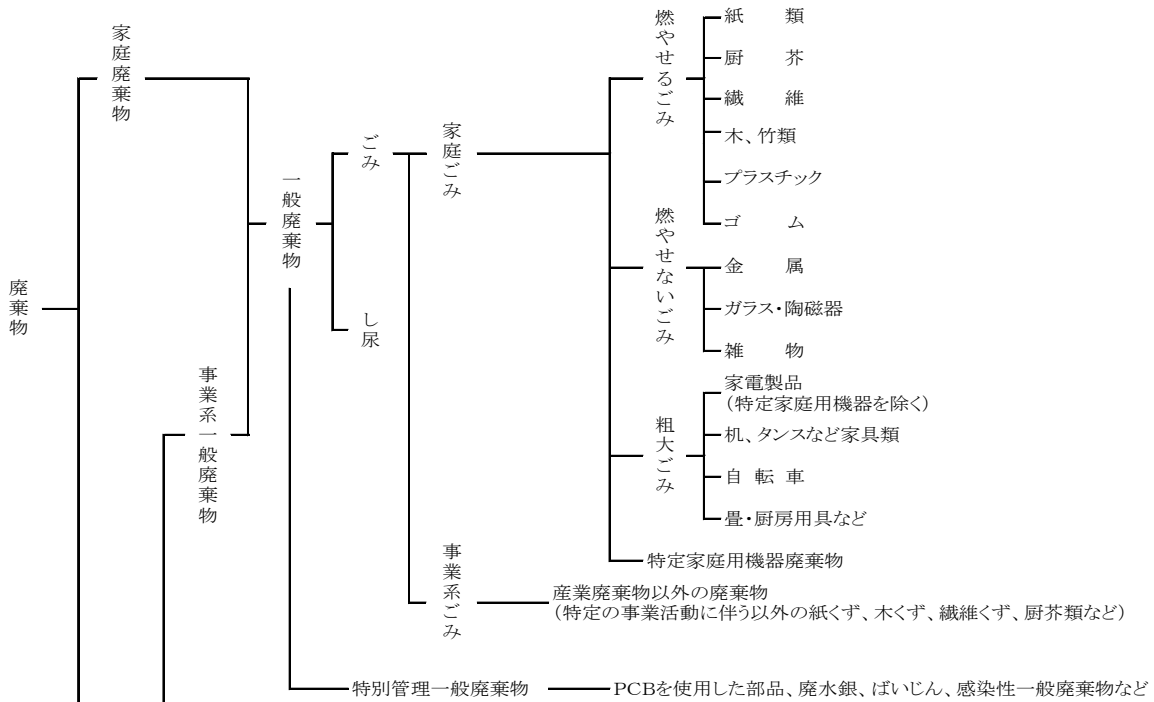 廃棄物
家庭廃棄物
事業系一般廃棄物
一般廃棄物
ごみ
し尿
家庭ごみ
燃やせるごみ
紙　類
厨　芥
繊　維
木、竹類
プラスチック
ゴ　ム
燃やせないごみ
金　属
ガラス・陶磁器
雑　物
粗大ごみ
家電製品
（特定家庭用機器を除く）
机、タンスなど家具類
自 転 車
畳・厨房用具など
特定家庭用機器廃棄物
事業系ごみ
産業廃棄物以外の廃棄物
（特定の事業活動に伴う以外の紙くず、木くず、繊維くず、厨芥類など）
特別管理一般廃棄物
PCBを使用した部品、廃水銀、ばいじん、感染性一般廃棄物など